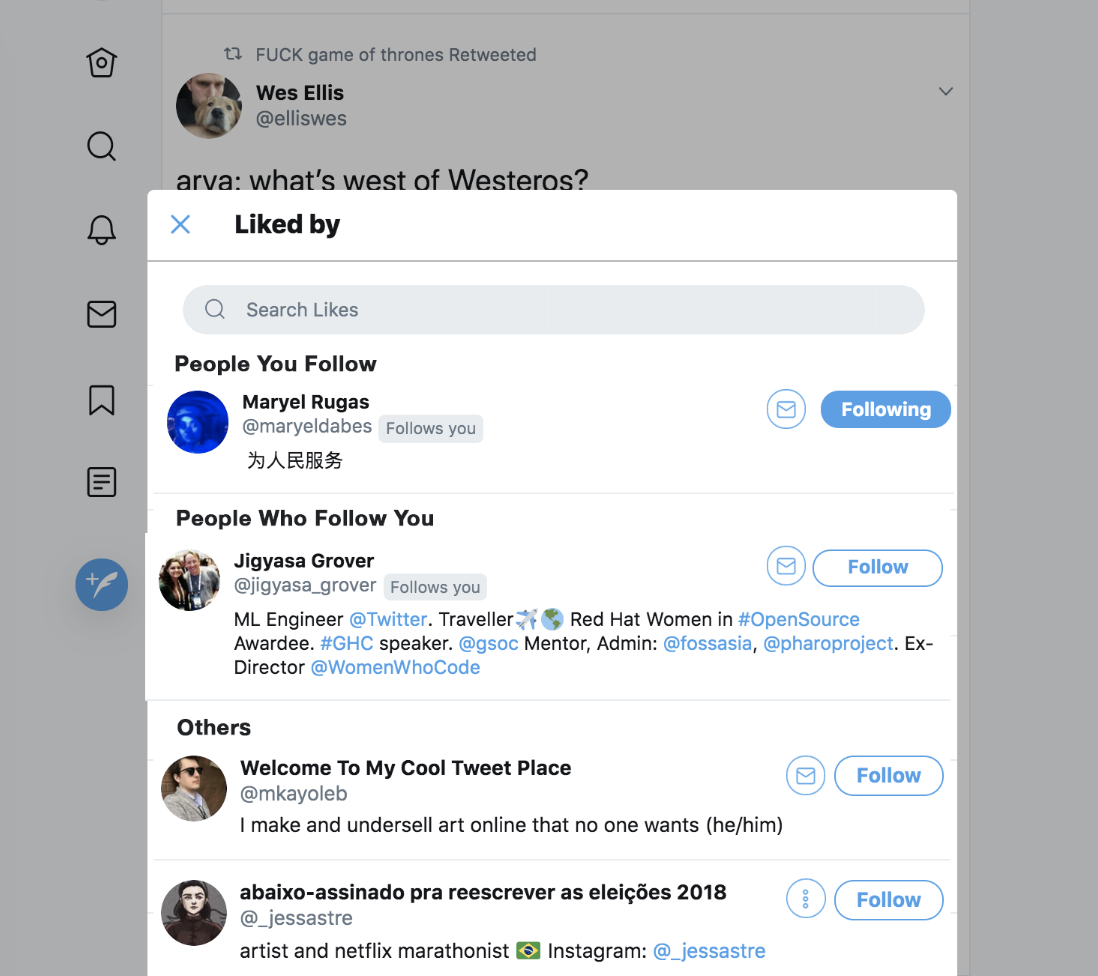 FUCK game of thrones Retweeted
Wes Ellis
@elliswes
arya: what's west of Westeros?
Liked by
Search Likes
People You Follow
Maryel Rugas
@maryeldabes Follows you
Following
为人民服务
People Who Follow You
Jigyasa Grover
@jigyasa_grover Follows you
Follow
ML Engineer @Twitter. Traveller✈️🌎 Red Hat Women in #OpenSource
Awardee. #GHC speaker. @gsoc Mentor, Admin: @fossasia, @pharoproject. Ex-
Director @WomenWhoCode
Others
Welcome To My Cool Tweet Place
@mkayoleb
Follow
I make and undersell art online that no one wants (he/him)
abaixo-assinado pra reescrever as eleições 2018
@_jessastre
Follow
artist and netflix marathonist 🇧🇷 Instagram: @_jessastre